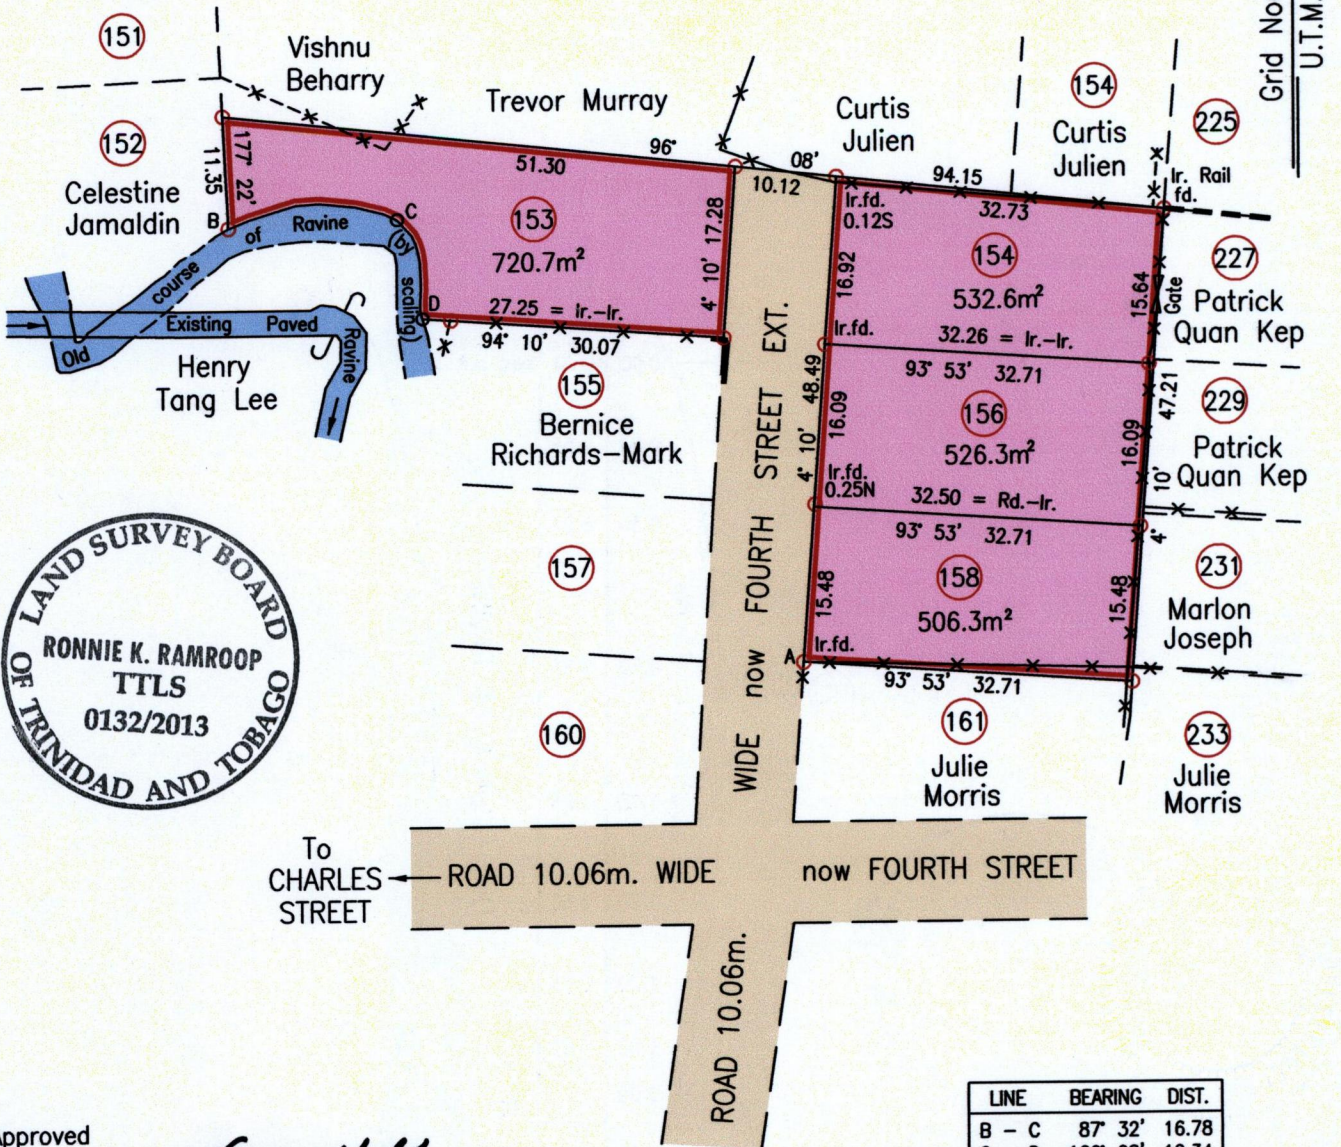 151
Vishnu
Beharry
Trevor Murray
Curtis
Julien
154
Curtis
Julien
225
Grid No
U.T.M.
152
Celestine
Jamaldin
11.35
177° 22'
96°
08'
51.30
10.12
94.15
32.73
Ir. Rail
fd.
B
C
D
153
720.7m²
17.28
4° 10'
Ir.fd.
0.12S
16.92
154
532.6m²
15.64
Gate
227
Patrick
Quan Kep
Old course of Ravine (by scaling)
Existing Paved Ravine
Henry
Tang Lee
27.25 = Ir.-Ir.
94° 10' 30.07
155
Bernice
Richards-Mark
Ir.fd.
32.26 = Ir.-Ir.
93° 53' 32.71
48.49
4° 10'
16.09
156
526.3m²
16.09
47.21
4° 10'
229
Patrick
Quan Kep
Ir.fd.
0.25N
32.50 = Rd.-Ir.
93° 53' 32.71
157
15.48
158
506.3m²
15.48
231
Marlon
Joseph
A
Ir.fd.
93° 53' 32.71
160
161
Julie
Morris
233
Julie
Morris
LAND SURVEY BOARD
RONNIE K. RAMROOP
TTLS
0132/2013
OF TRINIDAD AND TOBAGO
ROAD 10.06m. WIDE now FOURTH STREET EXT.
To
CHARLES
STREET
ROAD 10.06m. WIDE now FOURTH STREET
LINE BEARING DIST.
B - C 87° 32' 16.78
Approved